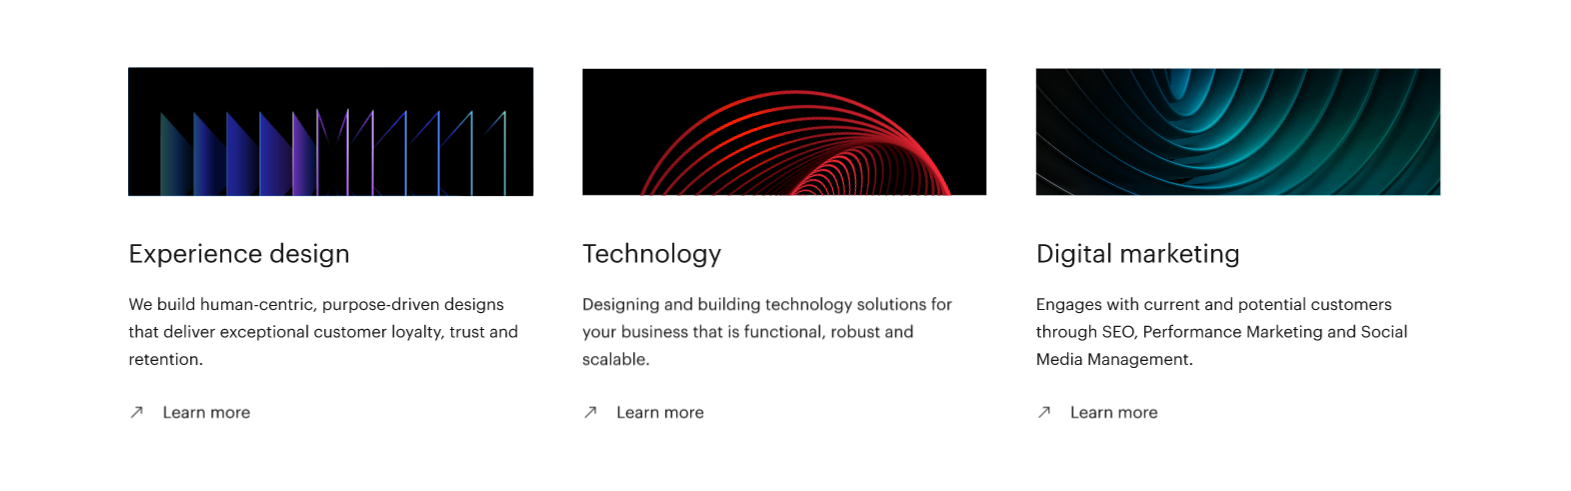 Experience design
We build human-centric, purpose-driven designs
that deliver exceptional customer loyalty, trust and
retention.
Learn more
Technology
Designing and building technology solutions for
your business that is functional, robust and
scalable.
Learn more
Digital marketing
Engages with current and potential customers
through SEO, Performance Marketing and Social
Media Management.
Learn more